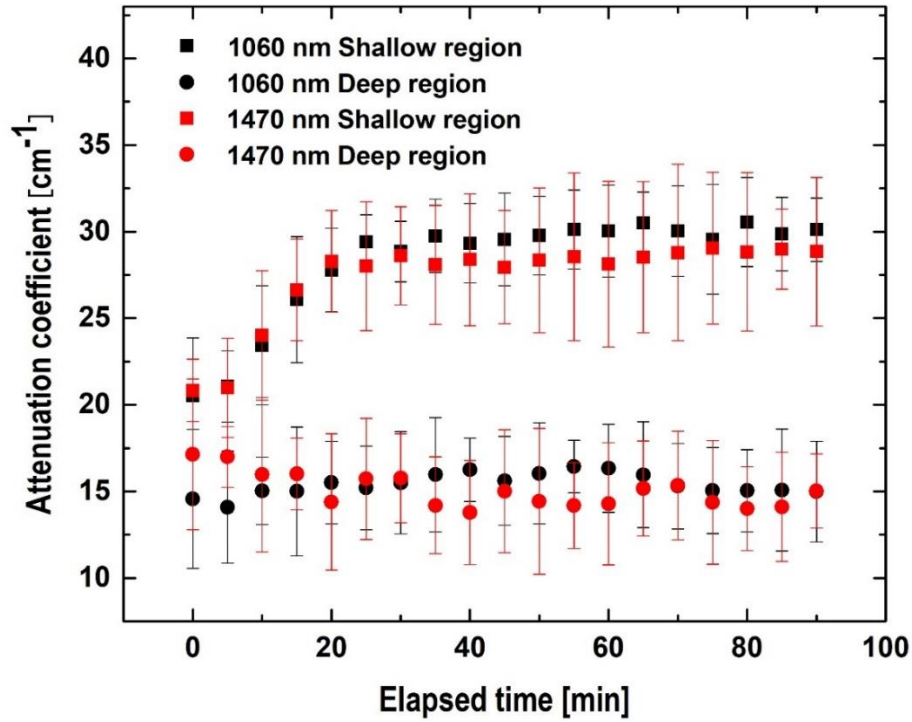 1060 nm Shallow region
1060 nm Deep region
1470 nm Shallow region
1470 nm Deep region
Attenuation coefficient [cm⁻¹]
40
35
30
25
20
15
10
0 20 40 60 80 100
Elapsed time [min]